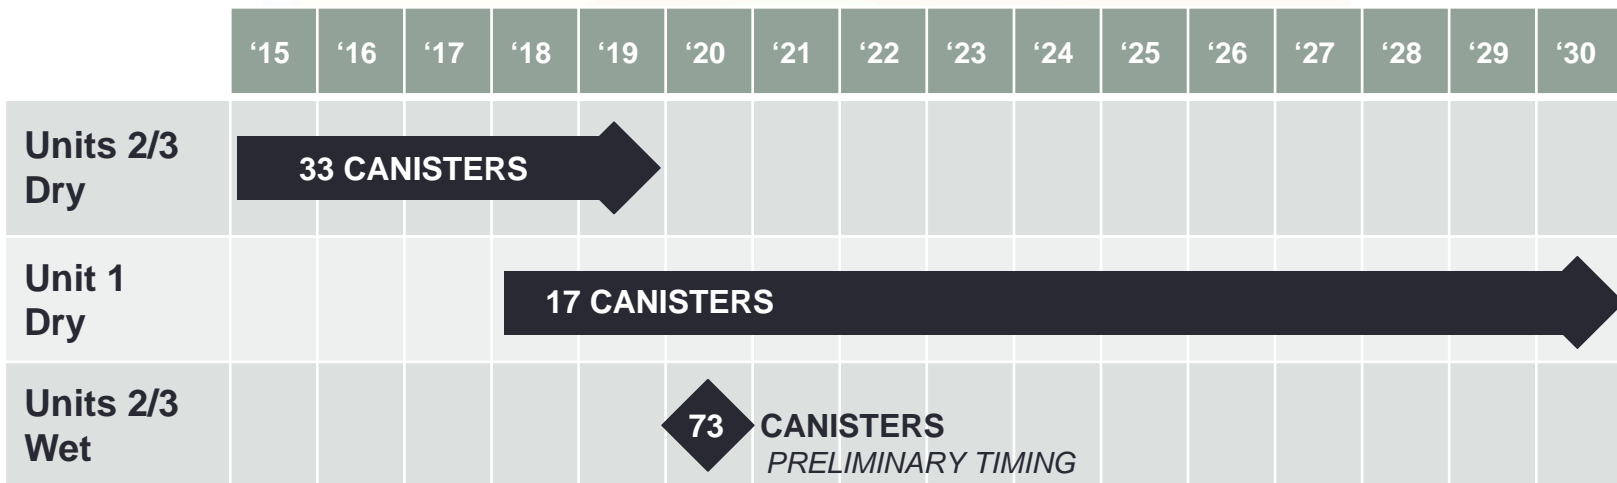 ‘15 ‘16 ‘17 ‘18 ‘19 ‘20 ‘21 ‘22 ‘23 ‘24 ‘25 ‘26 ‘27 ‘28 ‘29 ‘30
Units 2/3
Dry
33 CANISTERS
Unit 1
Dry
17 CANISTERS
Units 2/3
Wet
73 CANISTERS
PRELIMINARY TIMING